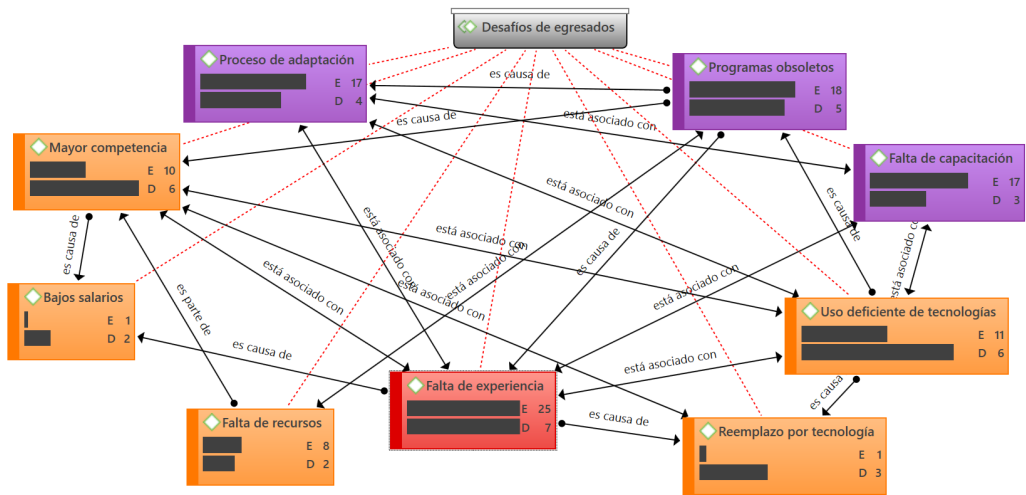 Desafíos de egresados
Proceso de adaptación
E 17
D 4
es causa de
Programas obsoletos
E 18
D 5
es causa de
está asociado con
Mayor competencia
E 10
D 6
Falta de capacitación
E 17
D 3
está asociado con
es causa de
está asociado con
está asociado con
es causa de
es causa de
está asociado con
está asociado con
está asociado con
está asociado con
está asociado con
Bajos salarios
E 1
D 2
es parte de
Uso deficiente de tecnologías
E 11
D 6
es causa de
está asociado con
es causa de
Falta de experiencia
E 25
D 7
es causa
Falta de recursos
E 8
D 2
Reemplazo por tecnología
E 1
D 3